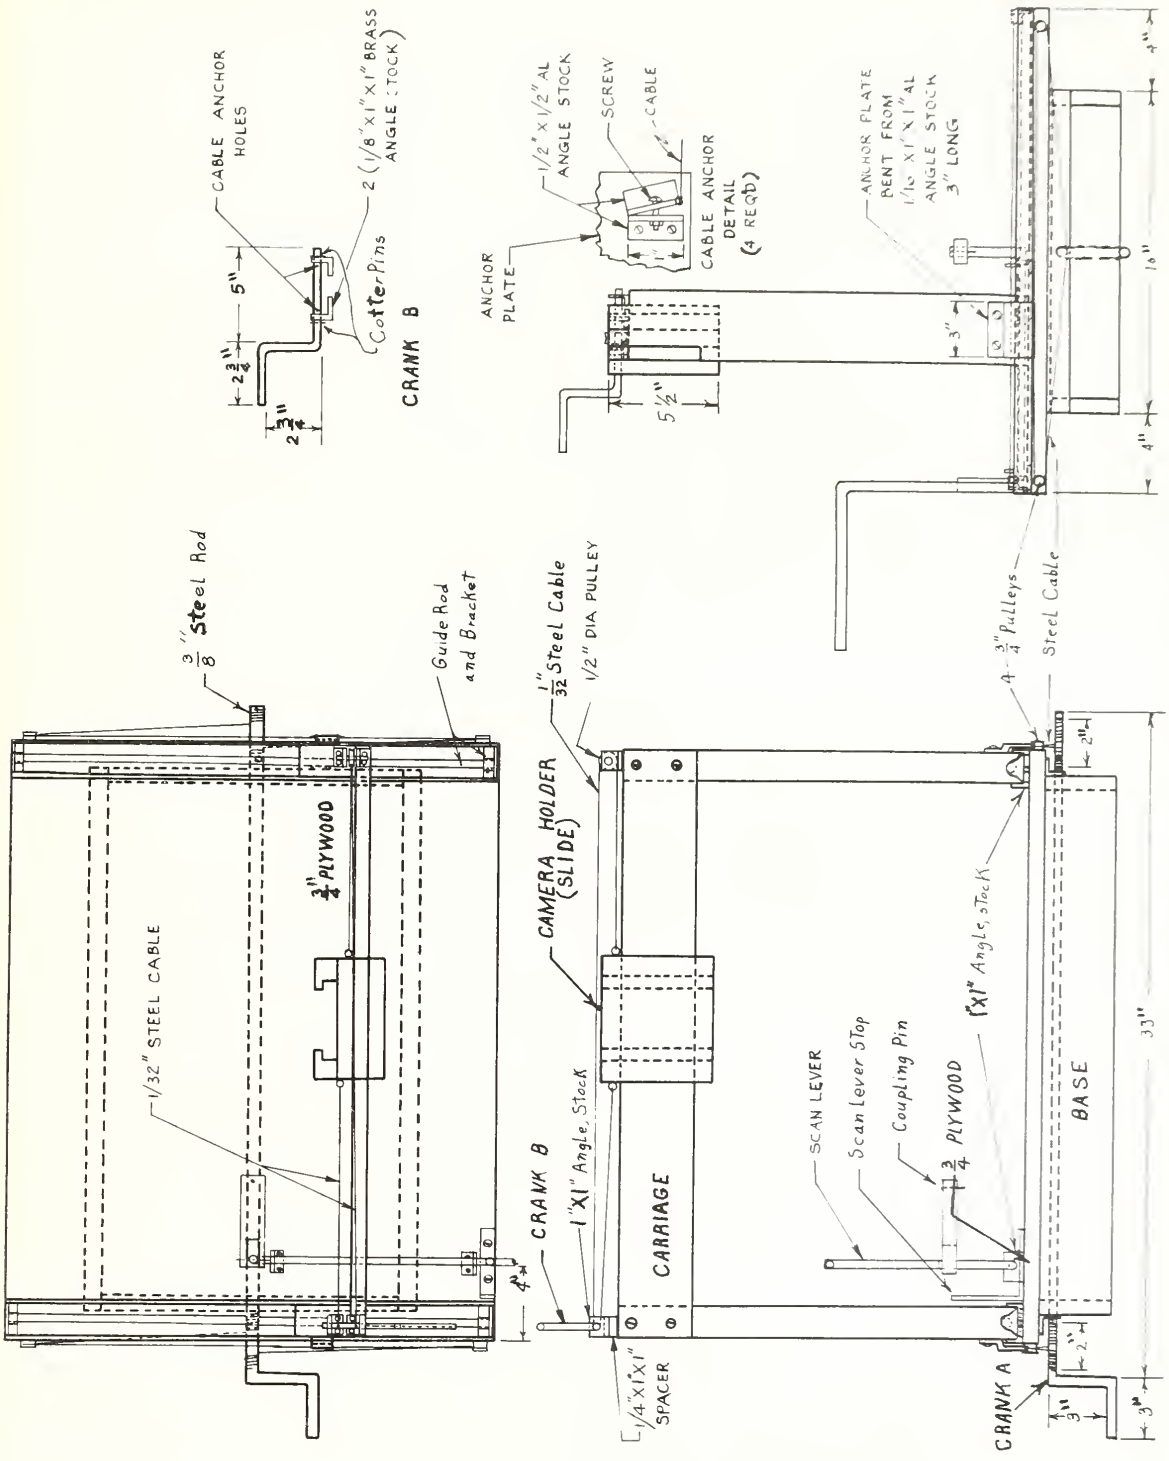 CABLE ANCHOR
HOLES
2 (1/8"X1"X1" BRASS
ANGLE STOCK)
5"
2 3/4"
2 3/4"
Cotter Pins
CRANK B
ANCHOR
PLATE
1/2" X 1/2" AL
ANGLE STOCK
SCREW
CABLE
1"
CABLE ANCHOR
DETAIL
(4 REQ'D)
ANCHOR PLATE
BENT FROM
1/16 X1"X1"AL
ANGLE STOCK
3" LONG
3"
5 1/2"
4"
16"
4"
3/8" Steel Rod
Guide Rod
and Bracket
3/4" PLYWOOD
1/32" STEEL CABLE
4"
4 3/4" Pulleys
Steel Cable
1/2" DIA PULLEY
1/32" Steel Cable
CAMERA HOLDER
(SLIDE)
1"X1" Angle, Stock
CRANK B
CARRIAGE
1/4"X1"X1"
SPACER
SCAN LEVER
Scan Lever Stop
Coupling Pin
3/4 PLYWOOD
1"X1" Angle, stock
BASE
CRANK A
2"
2"
33"
3"
3"